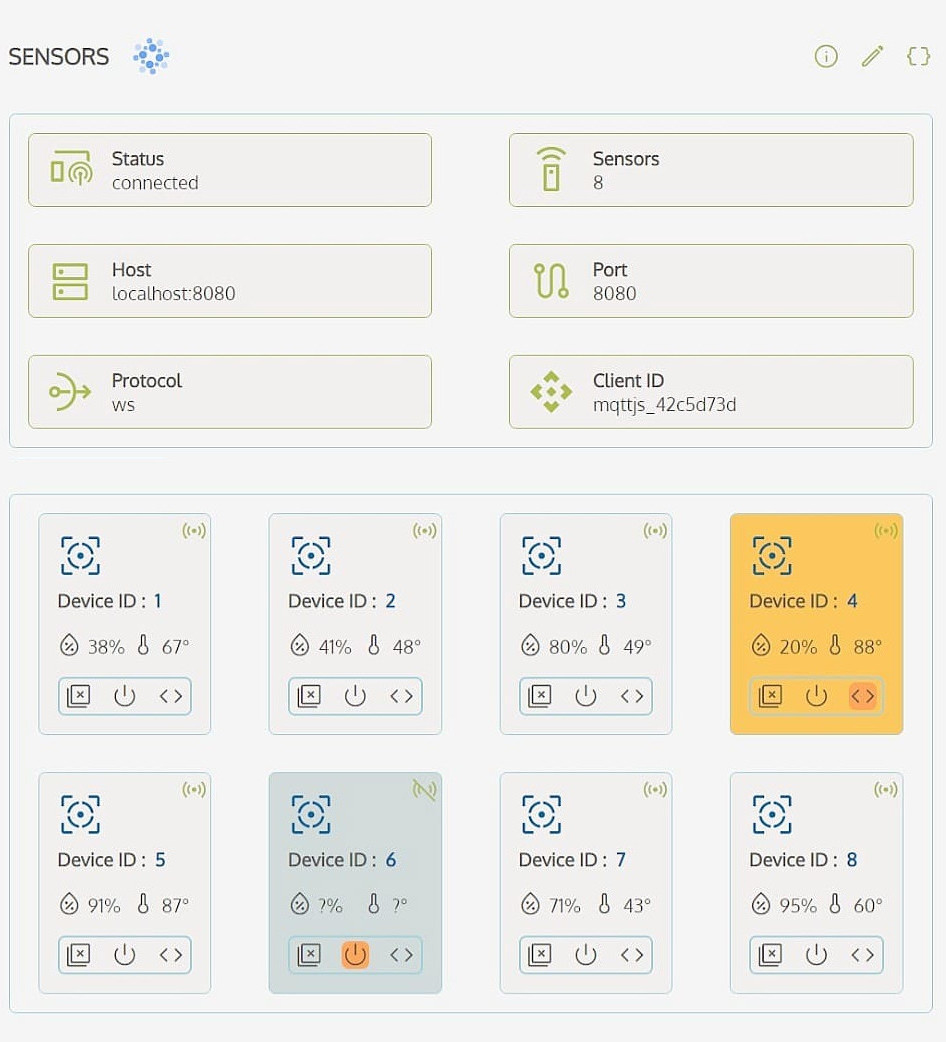 SENSORS
Status
connected
Sensors
8
Host
localhost:8080
Port
8080
Protocol
ws
Client ID
mqttjs_42c5d73d
Device ID : 1
38% 67°
Device ID : 2
41% 48°
Device ID : 3
80% 49°
Device ID : 4
20% 88°
Device ID : 5
91% 87°
Device ID : 6
?% ?°
Device ID : 7
71% 43°
Device ID : 8
95% 60°